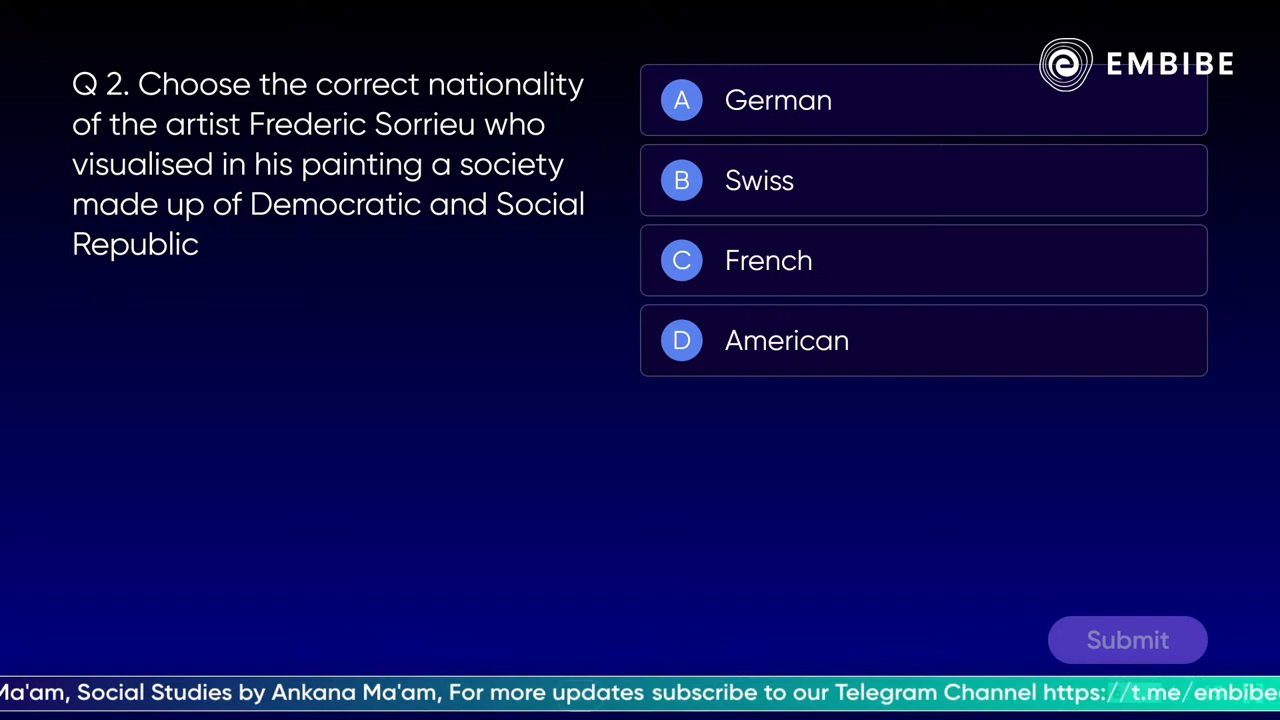 EMBIBE
Q 2. Choose the correct nationality
of the artist Frederic Sorrieu who
visualised in his painting a society
made up of Democratic and Social
Republic
A German
B Swiss
C French
D American
Submit
Ma'am, Social Studies by Ankana Ma'am, For more updates subscribe to our Telegram Channel https://t.me/embibe